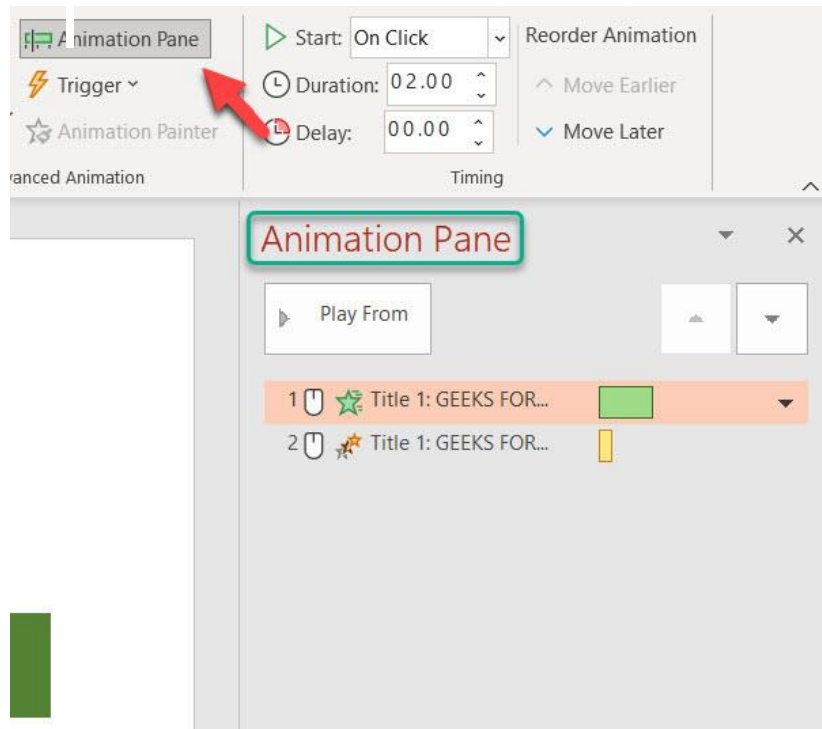 Animation Pane
Start: On Click
Reorder Animation
Trigger
Duration: 02.00
Move Earlier
Animation Painter
Delay: 00.00
Move Later
vanced Animation
Timing
Animation Pane
Play From
1 Title 1: GEEKS FOR...
2 Title 1: GEEKS FOR...